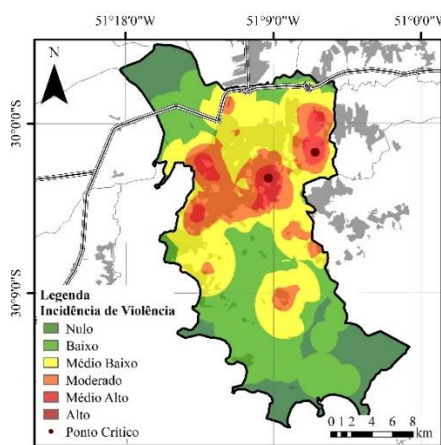 51°18'0"W 51°9'0"W 51°0'0"W
N
30°0'0"S
30°9'0"S
Legenda
Incidência de Violência
Nulo
Baixo
Médio Baixo
Moderado
Médio Alto
Alto
Ponto Crítico
0 1 2 4 6 8
km